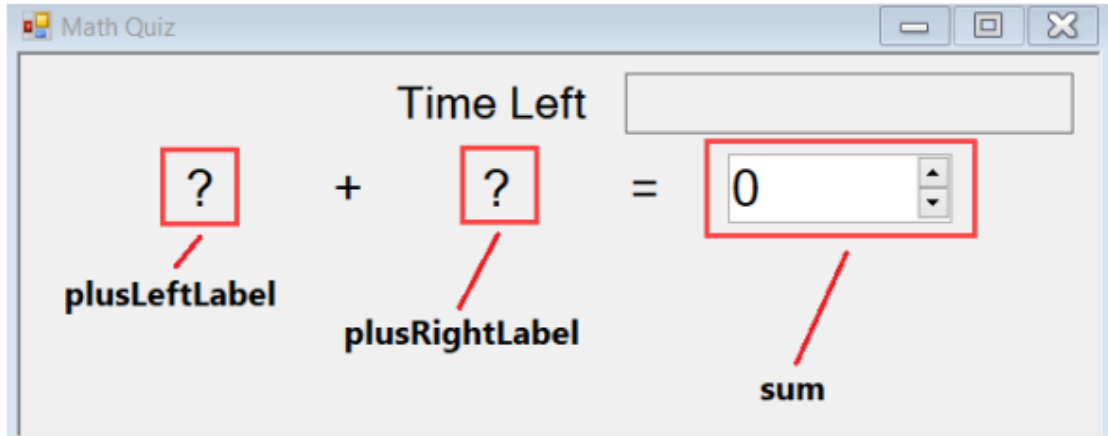 Math Quiz
Time Left
? + ? = 0
plusLeftLabel
plusRightLabel
sum